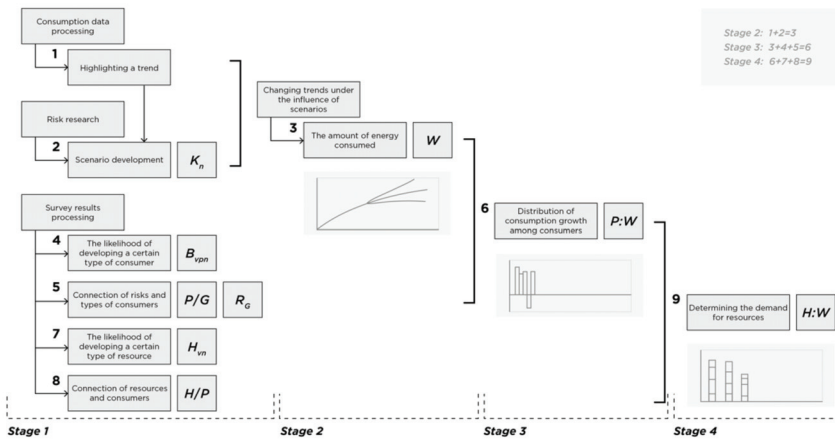 Consumption data
processing
1
Highlighting a trend
Risk research
2
Scenario development
Kn
Survey results
processing
4
The likelihood of
developing a certain
type of consumer
Bvpn
5
Connection of risks and
types of consumers
P/G
RG
7
The likelihood of
developing a certain
type of resource
Hvn
8
Connection of resources
and consumers
H/P
Changing trends under
the influence of
scenarios
3
The amount of energy
consumed
W
6
Distribution of
consumption growth
among consumers
P:W
9
Determining the demand
for resources
H:W
Stage 2: 1+2=3
Stage 3: 3+4+5=6
Stage 4: 6+7+8=9
Stage 1
Stage 2
Stage 3
Stage 4